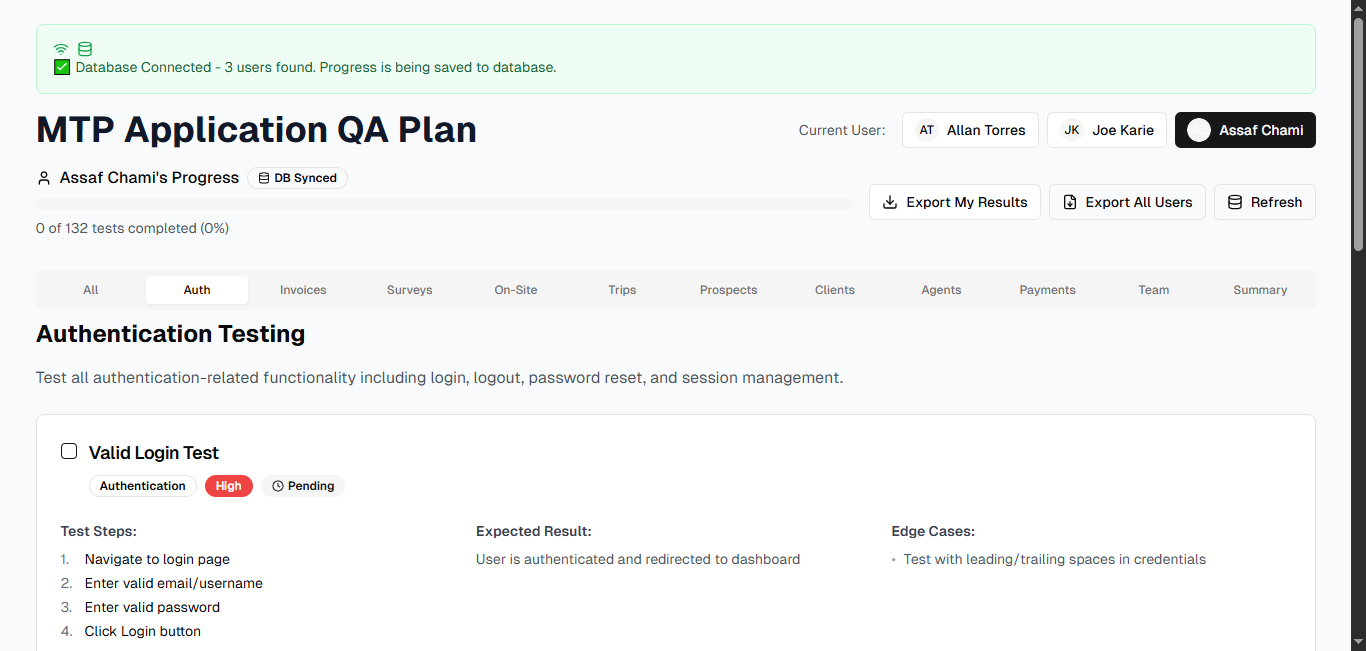 ✅ Database Connected - 3 users found. Progress is being saved to database.
MTP Application QA Plan
Current User:
AT Allan Torres
JK Joe Karie
Assaf Chami
Assaf Chami's Progress
DB Synced
Export My Results
Export All Users
Refresh
0 of 132 tests completed (0%)
All Auth Invoices Surveys On-Site Trips Prospects Clients Agents Payments Team Summary
Authentication Testing
Test all authentication-related functionality including login, logout, password reset, and session management.
Valid Login Test
Authentication High Pending
Test Steps:
1. Navigate to login page
2. Enter valid email/username
3. Enter valid password
4. Click Login button
Expected Result:
User is authenticated and redirected to dashboard
Edge Cases:
• Test with leading/trailing spaces in credentials